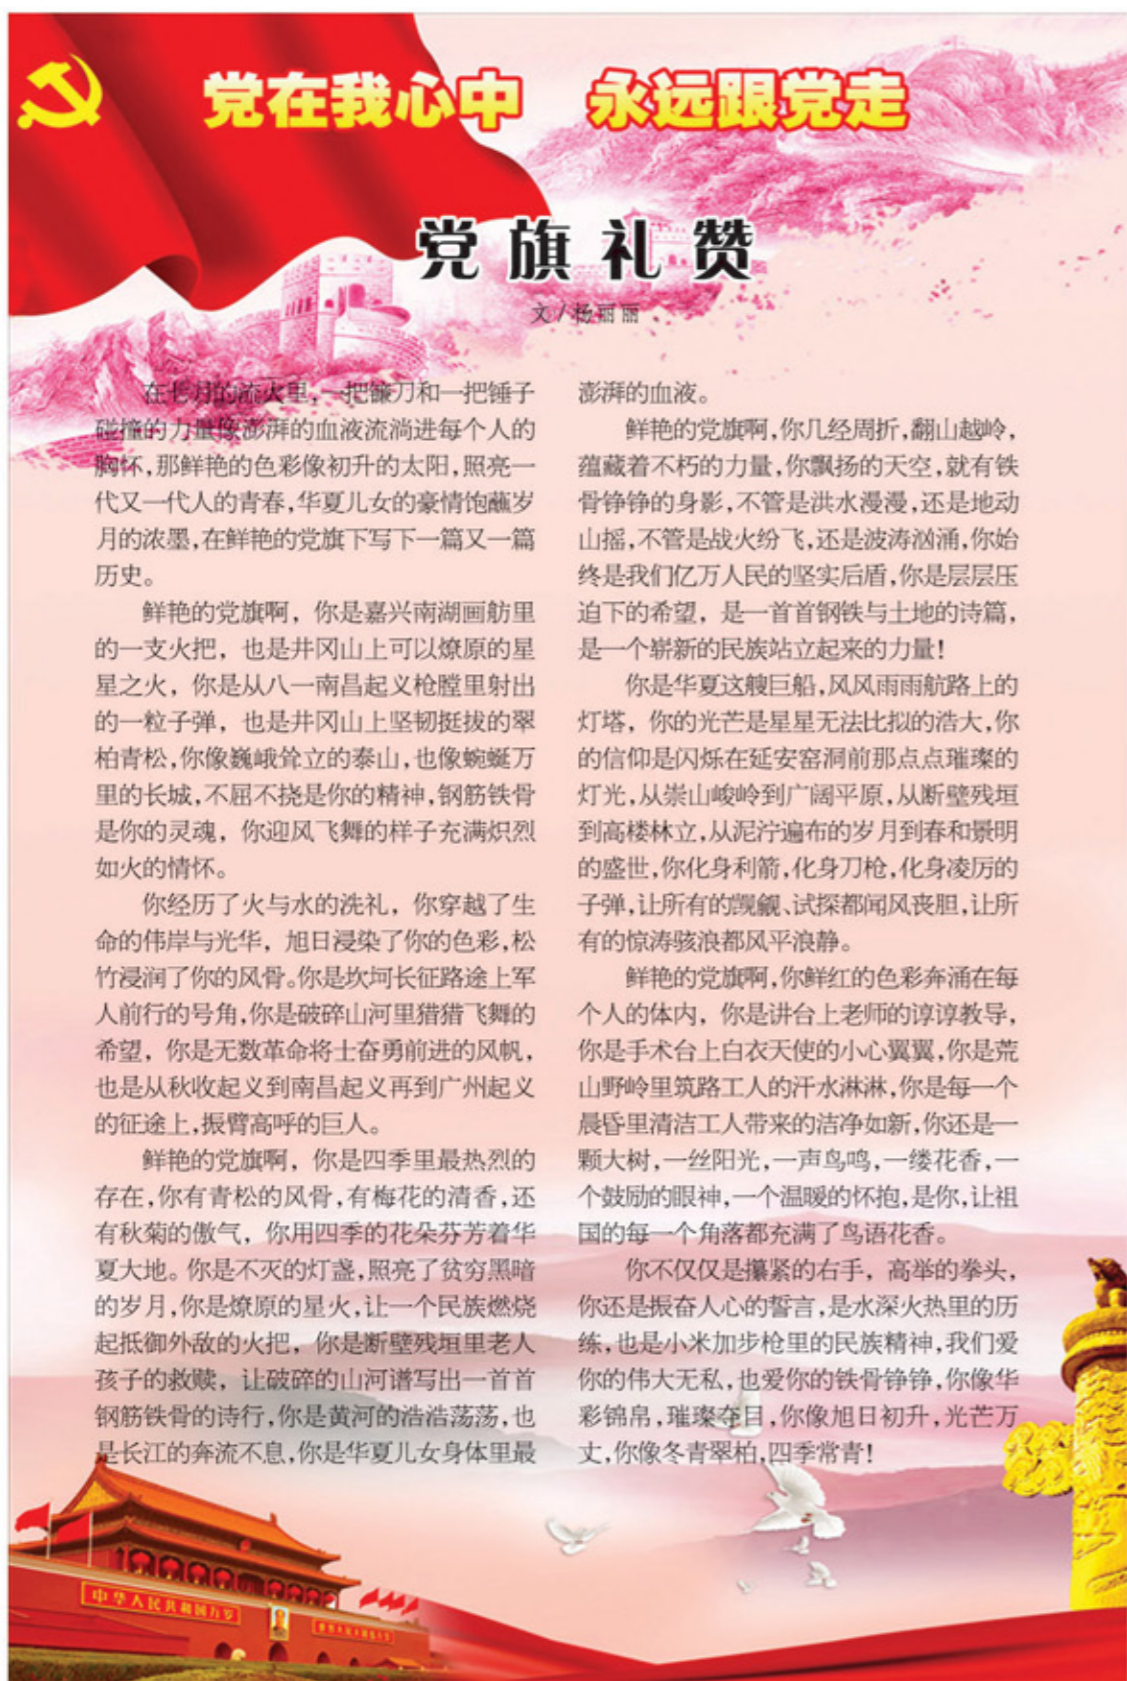 党在我心中 永远跟党走
党旗礼赞
文/杨丽丽
在七月的流火里,一把镰刀和一把锤子
碰撞的力量像澎湃的血液流淌进每个人的
胸怀,那鲜艳的色彩像初升的太阳,照亮一
代又一代人的青春,华夏儿女的豪情饱蘸岁
月的浓墨,在鲜艳的党旗下写下一篇又一篇
历史。
鲜艳的党旗啊，你是嘉兴南湖画舫里
的一支火把，也是井冈山上可以燎原的星
星之火，你是从八一南昌起义枪膛里射出
的一粒子弹，也是井冈山上坚韧挺拔的翠
柏青松,你像巍峨耸立的泰山,也像蜿蜒万
里的长城,不屈不挠是你的精神,钢筋铁骨
是你的灵魂，你迎风飞舞的样子充满炽烈
如火的情怀。
你经历了火与水的洗礼，你穿越了生
命的伟岸与光华，旭日浸染了你的色彩,松
竹浸润了你的风骨。你是坎坷长征路途上军
人前行的号角,你是破碎山河里猎猎飞舞的
希望，你是无数革命将士奋勇前进的风帆，
也是从秋收起义到南昌起义再到广州起义
的征途上,振臂高呼的巨人。
鲜艳的党旗啊，你是四季里最热烈的
存在,你有青松的风骨,有梅花的清香,还
有秋菊的傲气，你用四季的花朵芬芳着华
夏大地。你是不灭的灯盏,照亮了贫穷黑暗
的岁月,你是燎原的星火,让一个民族燃烧
起抵御外敌的火把，你是断壁残垣里老人
孩子的救赎，让破碎的山河谱写出一首首
钢筋铁骨的诗行,你是黄河的浩浩荡荡,也
是长江的奔流不息,你是华夏儿女身体里最
澎湃的血液。
鲜艳的党旗啊,你几经周折,翻山越岭，
蕴藏着不朽的力量,你飘扬的天空,就有铁
骨铮铮的身影,不管是洪水漫漫,还是地动
山摇,不管是战火纷飞,还是波涛汹涌,你始
终是我们亿万人民的坚实后盾,你是层层压
迫下的希望，是一首首钢铁与土地的诗篇，
是一个崭新的民族站立起来的力量!
你是华夏这艘巨船,风风雨雨航路上的
灯塔，你的光芒是星星无法比拟的浩大,你
的信仰是闪烁在延安窑洞前那点点璀璨的
灯光,从崇山峻岭到广阔平原,从断壁残垣
到高楼林立,从泥泞遍布的岁月到春和景明
的盛世,你化身利箭,化身刀枪,化身凌厉的
子弹,让所有的觊觎、试探都闻风丧胆,让所
有的惊涛骇浪都风平浪静。
鲜艳的党旗啊,你鲜红的色彩奔涌在每
个人的体内，你是讲台上老师的谆谆教导，
你是手术台上白衣天使的小心翼翼,你是荒
山野岭里筑路工人的汗水淋淋,你是每一个
晨昏里清洁工人带来的洁净如新,你还是一
颗大树,一丝阳光,一声鸟鸣,一缕花香,一
个鼓励的眼神,一个温暖的怀抱,是你,让祖
国的每一个角落都充满了鸟语花香。
你不仅仅是攥紧的右手，高举的拳头，
你还是振奋人心的誓言,是水深火热里的历
练,也是小米加步枪里的民族精神,我们爱
你的伟大无私,也爱你的铁骨铮铮,你像华
彩锦帛,璀璨夺目,你像旭日初升,光芒万
丈,你像冬青翠柏,四季常青!
中华人民共和国万岁